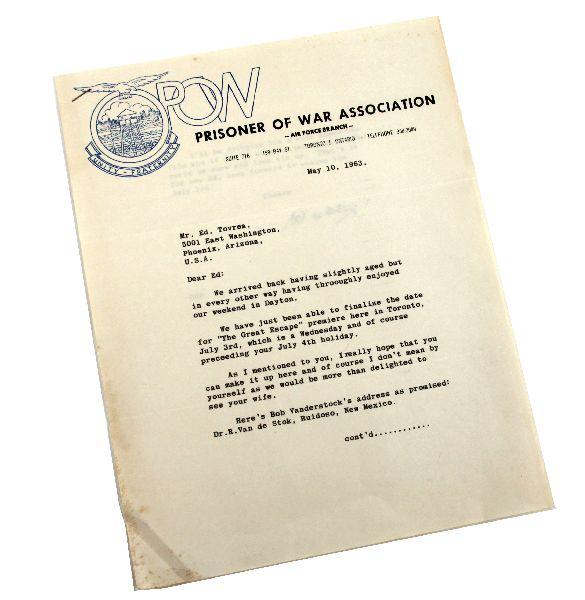 POW
PRISONER OF WAR ASSOCIATION
- AIR FORCE BRANCH -
UNITY - FRATERNITY
May 10, 1963.
Mr. Ed. Tovrea,
5001 East Washington,
Phoenix, Arizona,
U.S.A.
Dear Ed:
We arrived back having slightly aged but
in every other way having throoughly enjoyed
our weekend in Dayton.
We have just been able to finalize the date
for "The Great Escape" premiere here in Toronto,
July 3rd, which is a Wednesday and of course
preceeding your July 4th holiday.
As I mentioned to you, I really hope that you
can make it up here and of course I don't mean by
yourself as we would be more than delighted to
see your wife.
Here's Bob Vanderstock's address as promised:
Dr.R.Van de Stok, Ruidoso, New Mexico.
cont'd............